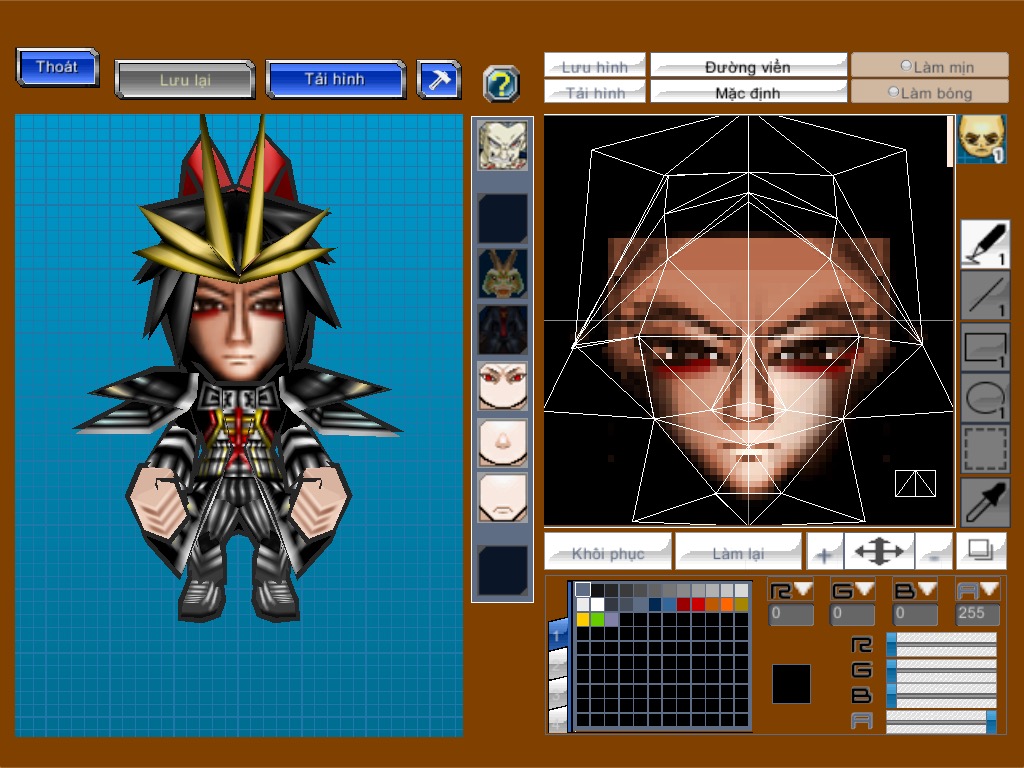 Thoát
Lưu lại
Tải hình
?
Lưu hình
Đường viền
Làm mịn
Tải hình
Mặc định
Làm bóng
1
1
1
1
1
Khôi phục
Làm lại
+
-
R G B A
0 0 0 255
1
R
G
B
A